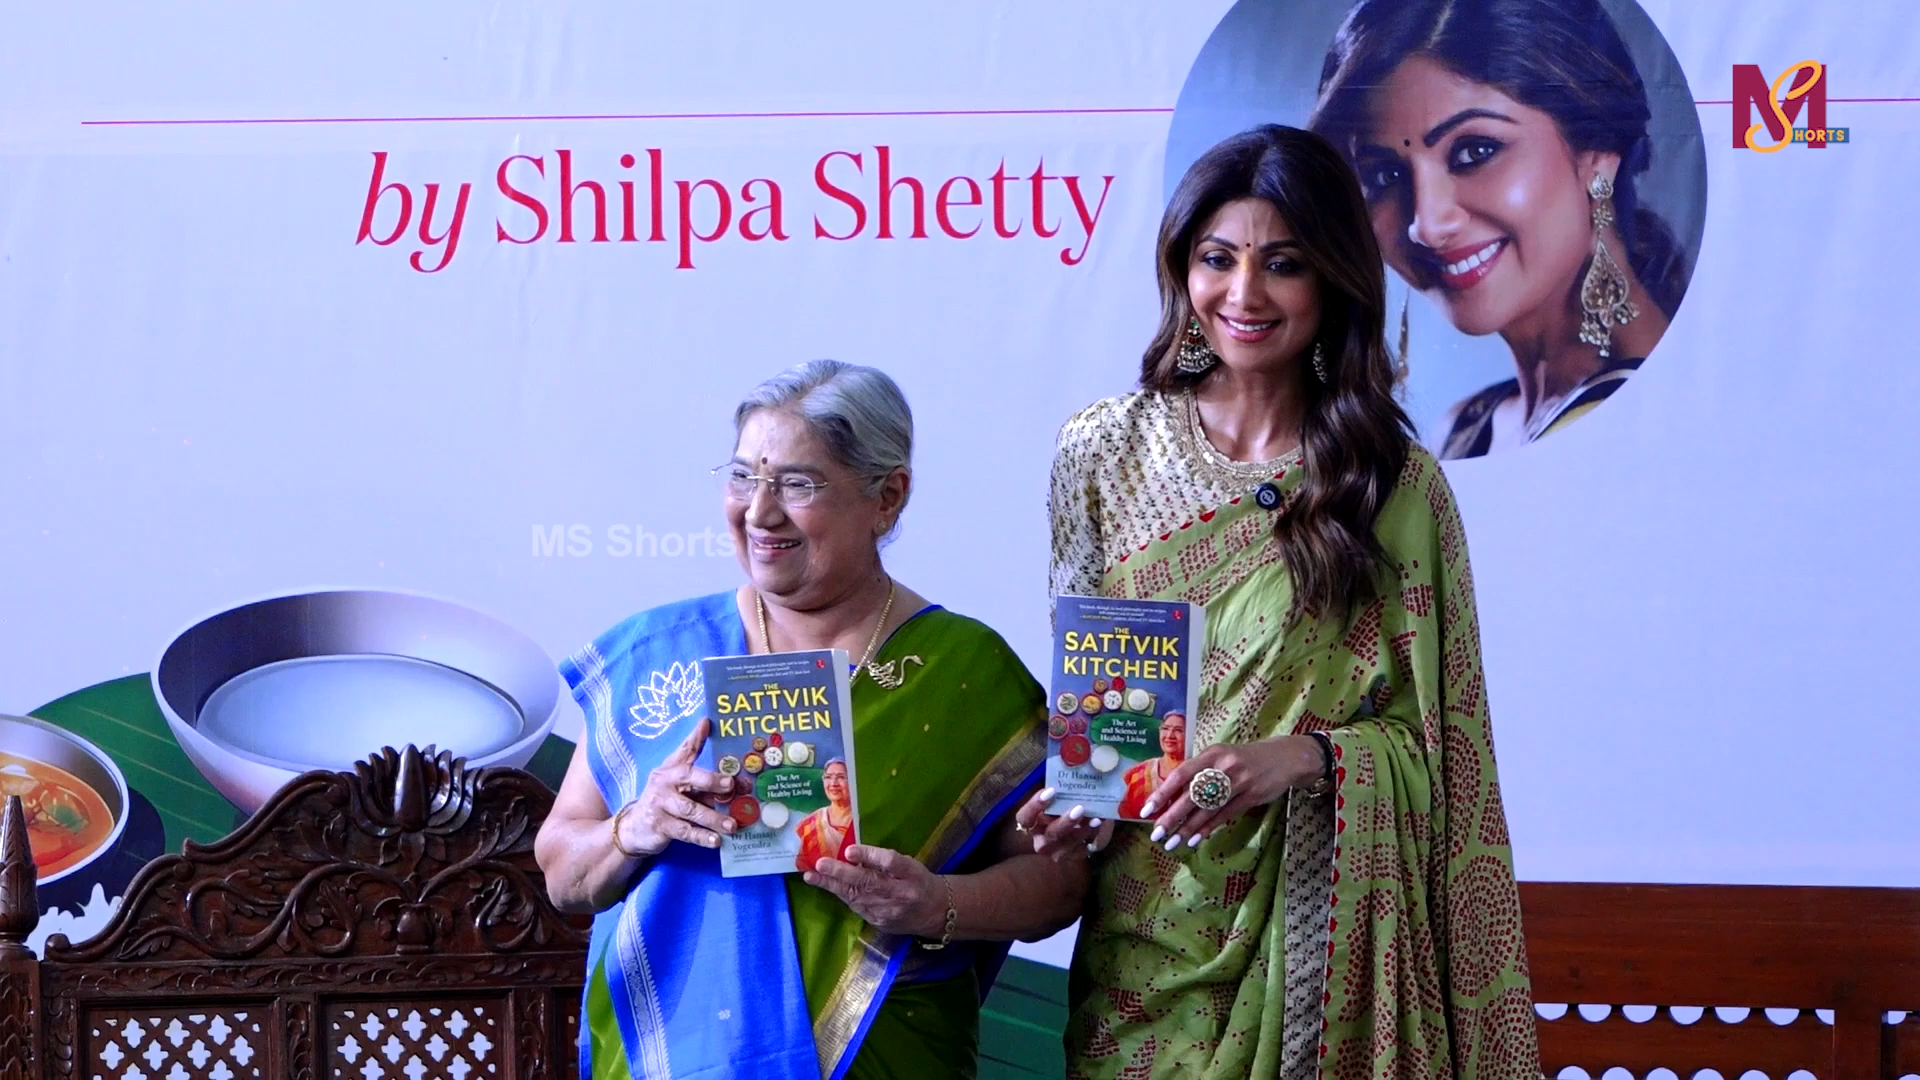 by Shilpa Shetty
MS
SHORTS
MS Shorts
THE
SATTVIK
KITCHEN
The Art
and Science of
Healthy Living
Dr Hansaji
Yogendra
THE
SATTVIK
KITCHEN
The Art
and Science of
Healthy Living
Dr Hansaji
Yogendra